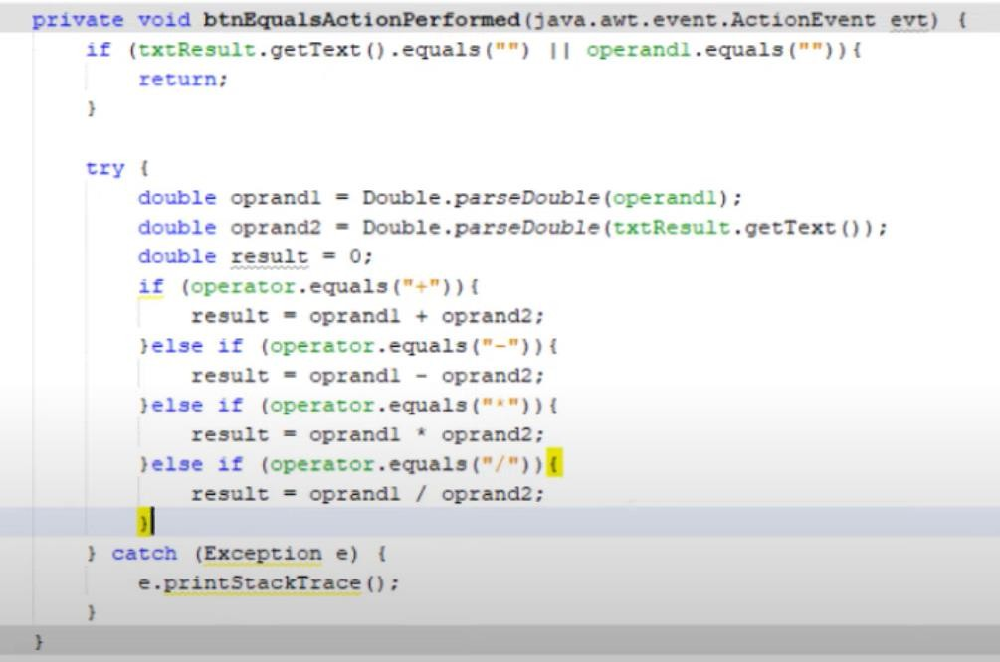 private void btnEqualsActionPerformed(java.awt.event.ActionEvent evt) {
if (txtResult.getText().equals("") || operand1.equals("")){
return;
}
try {
double oprand1 = Double.parseDouble(operand1);
double oprand2 = Double.parseDouble(txtResult.getText());
double result = 0;
if (operator.equals("+")){
result = oprand1 + oprand2;
}else if (operator.equals("-")){
result = oprand1 - oprand2;
}else if (operator.equals("*")){
result = oprand1 * oprand2;
}else if (operator.equals("/")){
result = oprand1 / oprand2;
}
} catch (Exception e) {
e.printStackTrace();
}
}